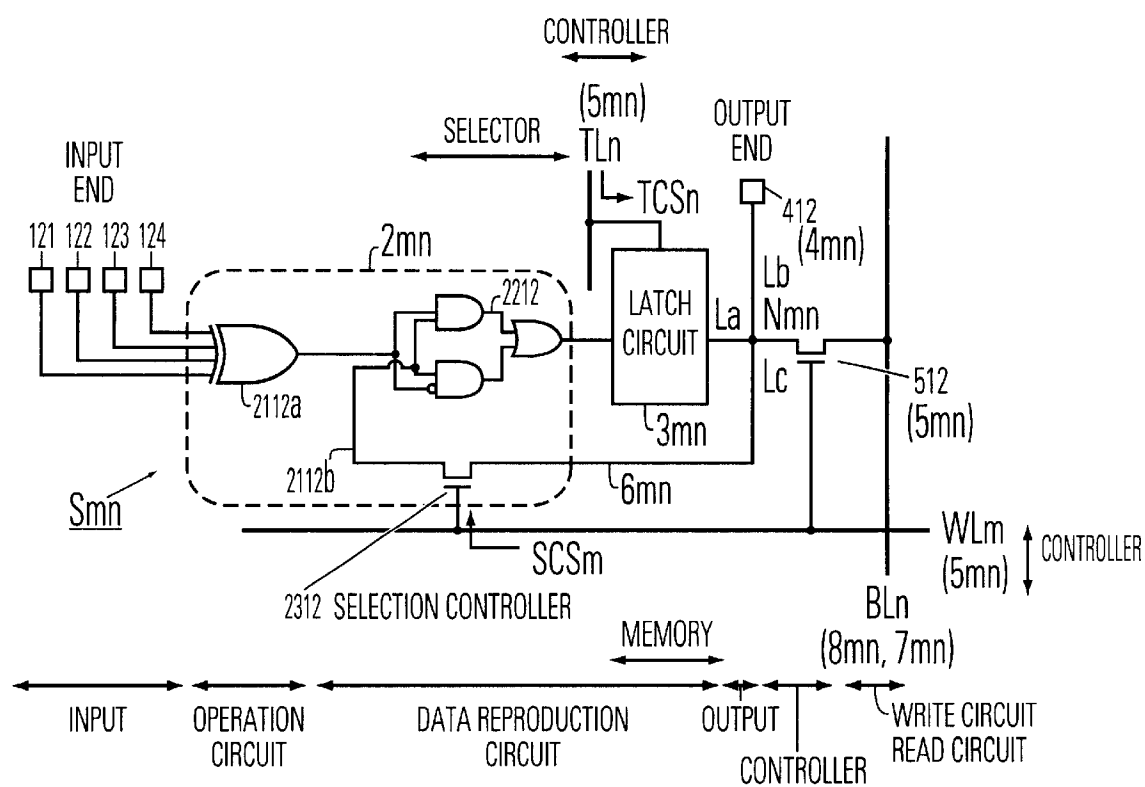 CONTROLLER
(5mn)
TLn
TCSn
SELECTOR
OUTPUT
END
INPUT
END
121 122 123 124
2mn
412
(4mn)
2212
LATCH
CIRCUIT
La
Lb
Nmn
Lc
512
(5mn)
2112a
3mn
2112b
6mn
Smn
SCSm
WLm
(5mn)
CONTROLLER
2312 SELECTION CONTROLLER
BLn
(8mn, 7mn)
MEMORY
INPUT
OPERATION
CIRCUIT
DATA REPRODUCTION
CIRCUIT
OUTPUT
CONTROLLER
WRITE CIRCUIT
READ CIRCUIT